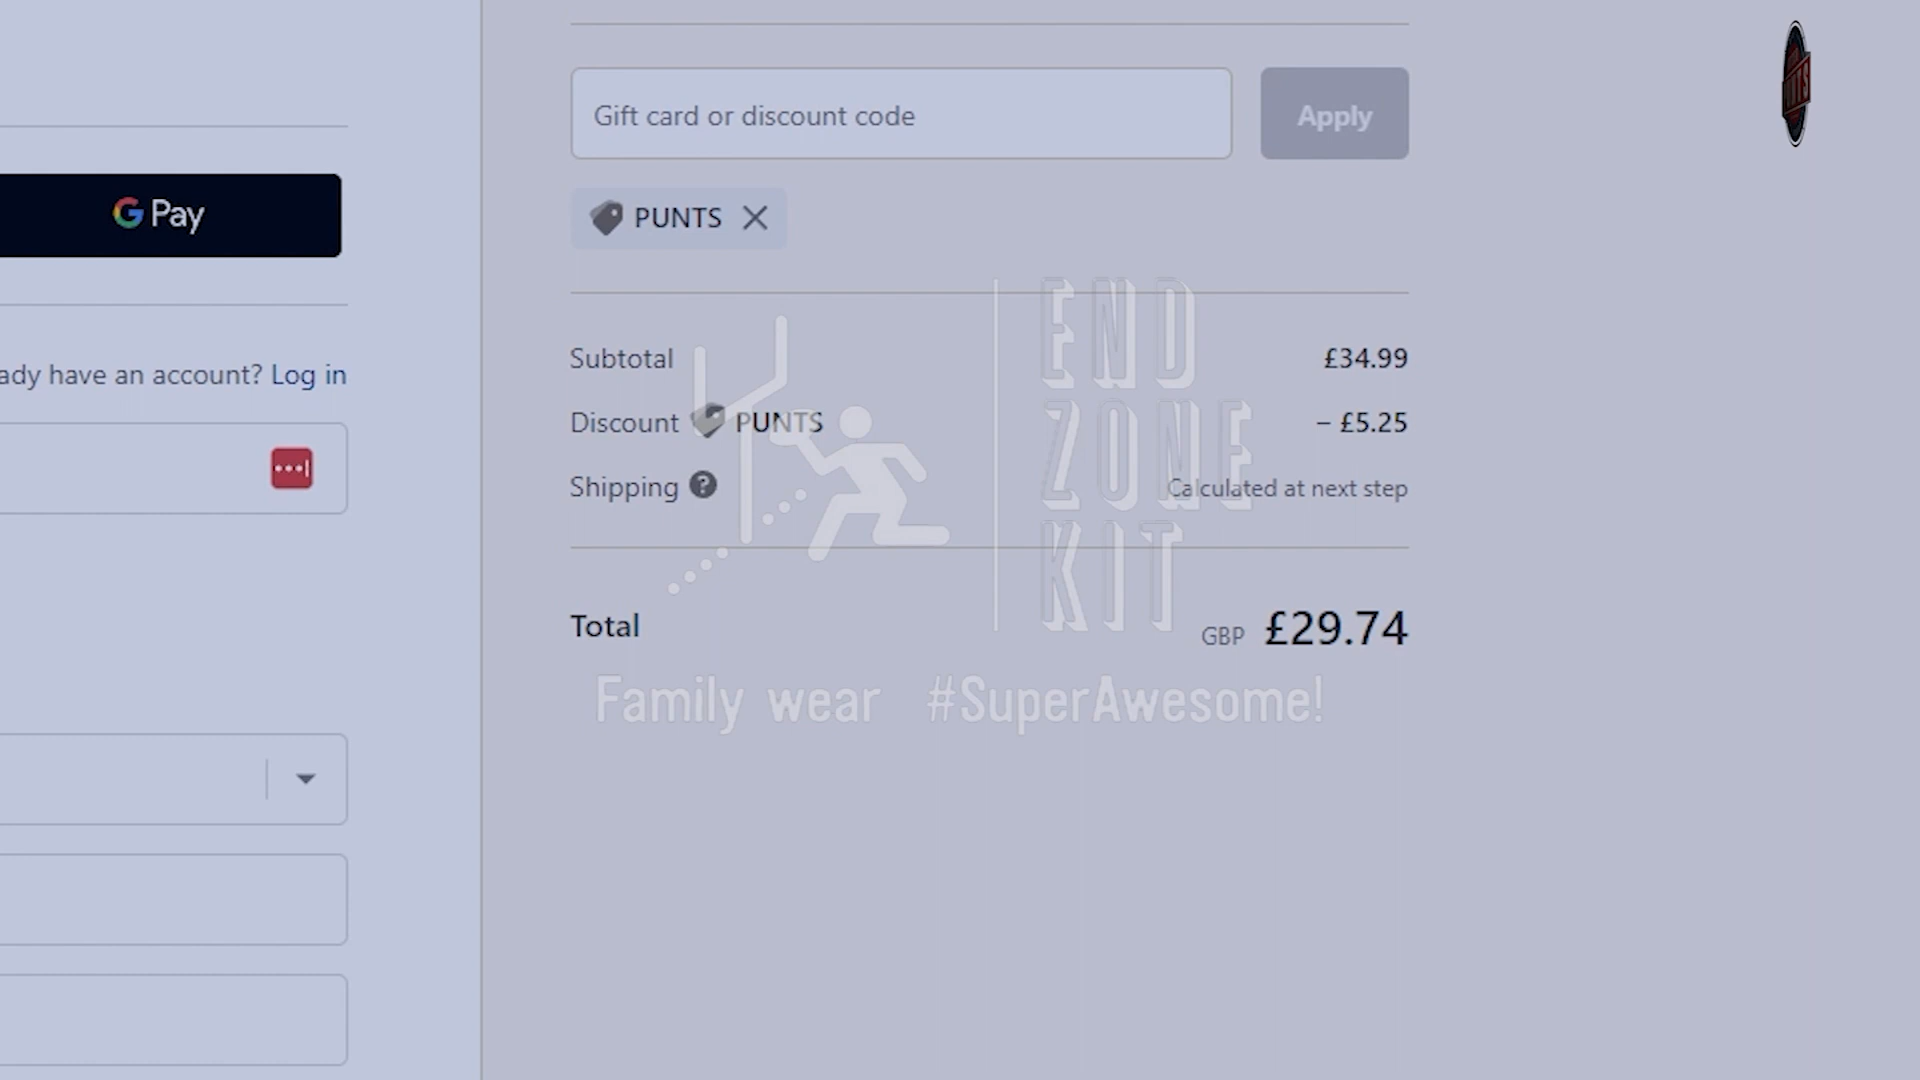 Gift card or discount code
Apply
G Pay
PUNTS
Subtotal £34.99
ady have an account? Log in
Discount PUNTS − £5.25
Shipping ? Calculated at next step
END
ZONE
KIT
Total GBP £29.74
Family wear #SuperAwesome!